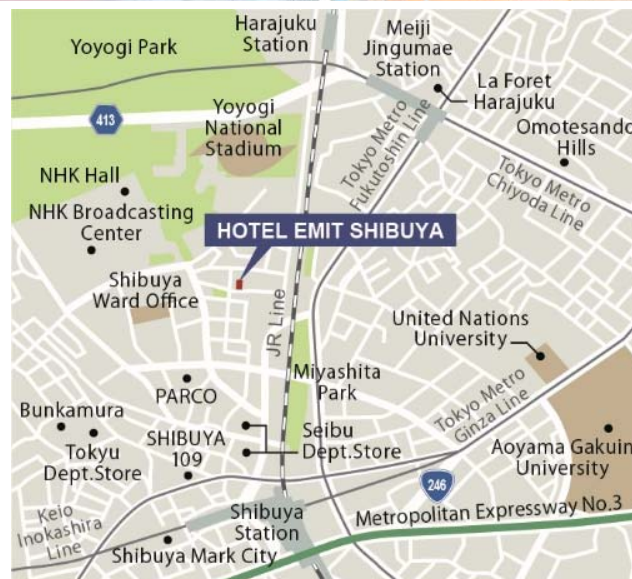 Yoyogi Park
Harajuku
Station
Meiji
Jingumae
Station
La Foret
Harajuku
413
Yoyogi
National
Stadium
Tokyo Metro
Fukutoshin Line
Omotesando
Hills
Tokyo Metro
Chiyoda Line
NHK Hall
NHK Broadcasting
Center
HOTEL EMIT SHIBUYA
Shibuya
Ward Office
JR Line
United Nations
University
Miyashita
Park
PARCO
Tokyo Metro
Ginza Line
Bunkamura
Tokyu
Dept.Store
SHIBUYA
109
Seibu
Dept.Store
Aoyama Gakuin
University
246
Keio
Inokashira
Line
Shibuya
Station
Metropolitan Expressway No.3
Shibuya Mark City